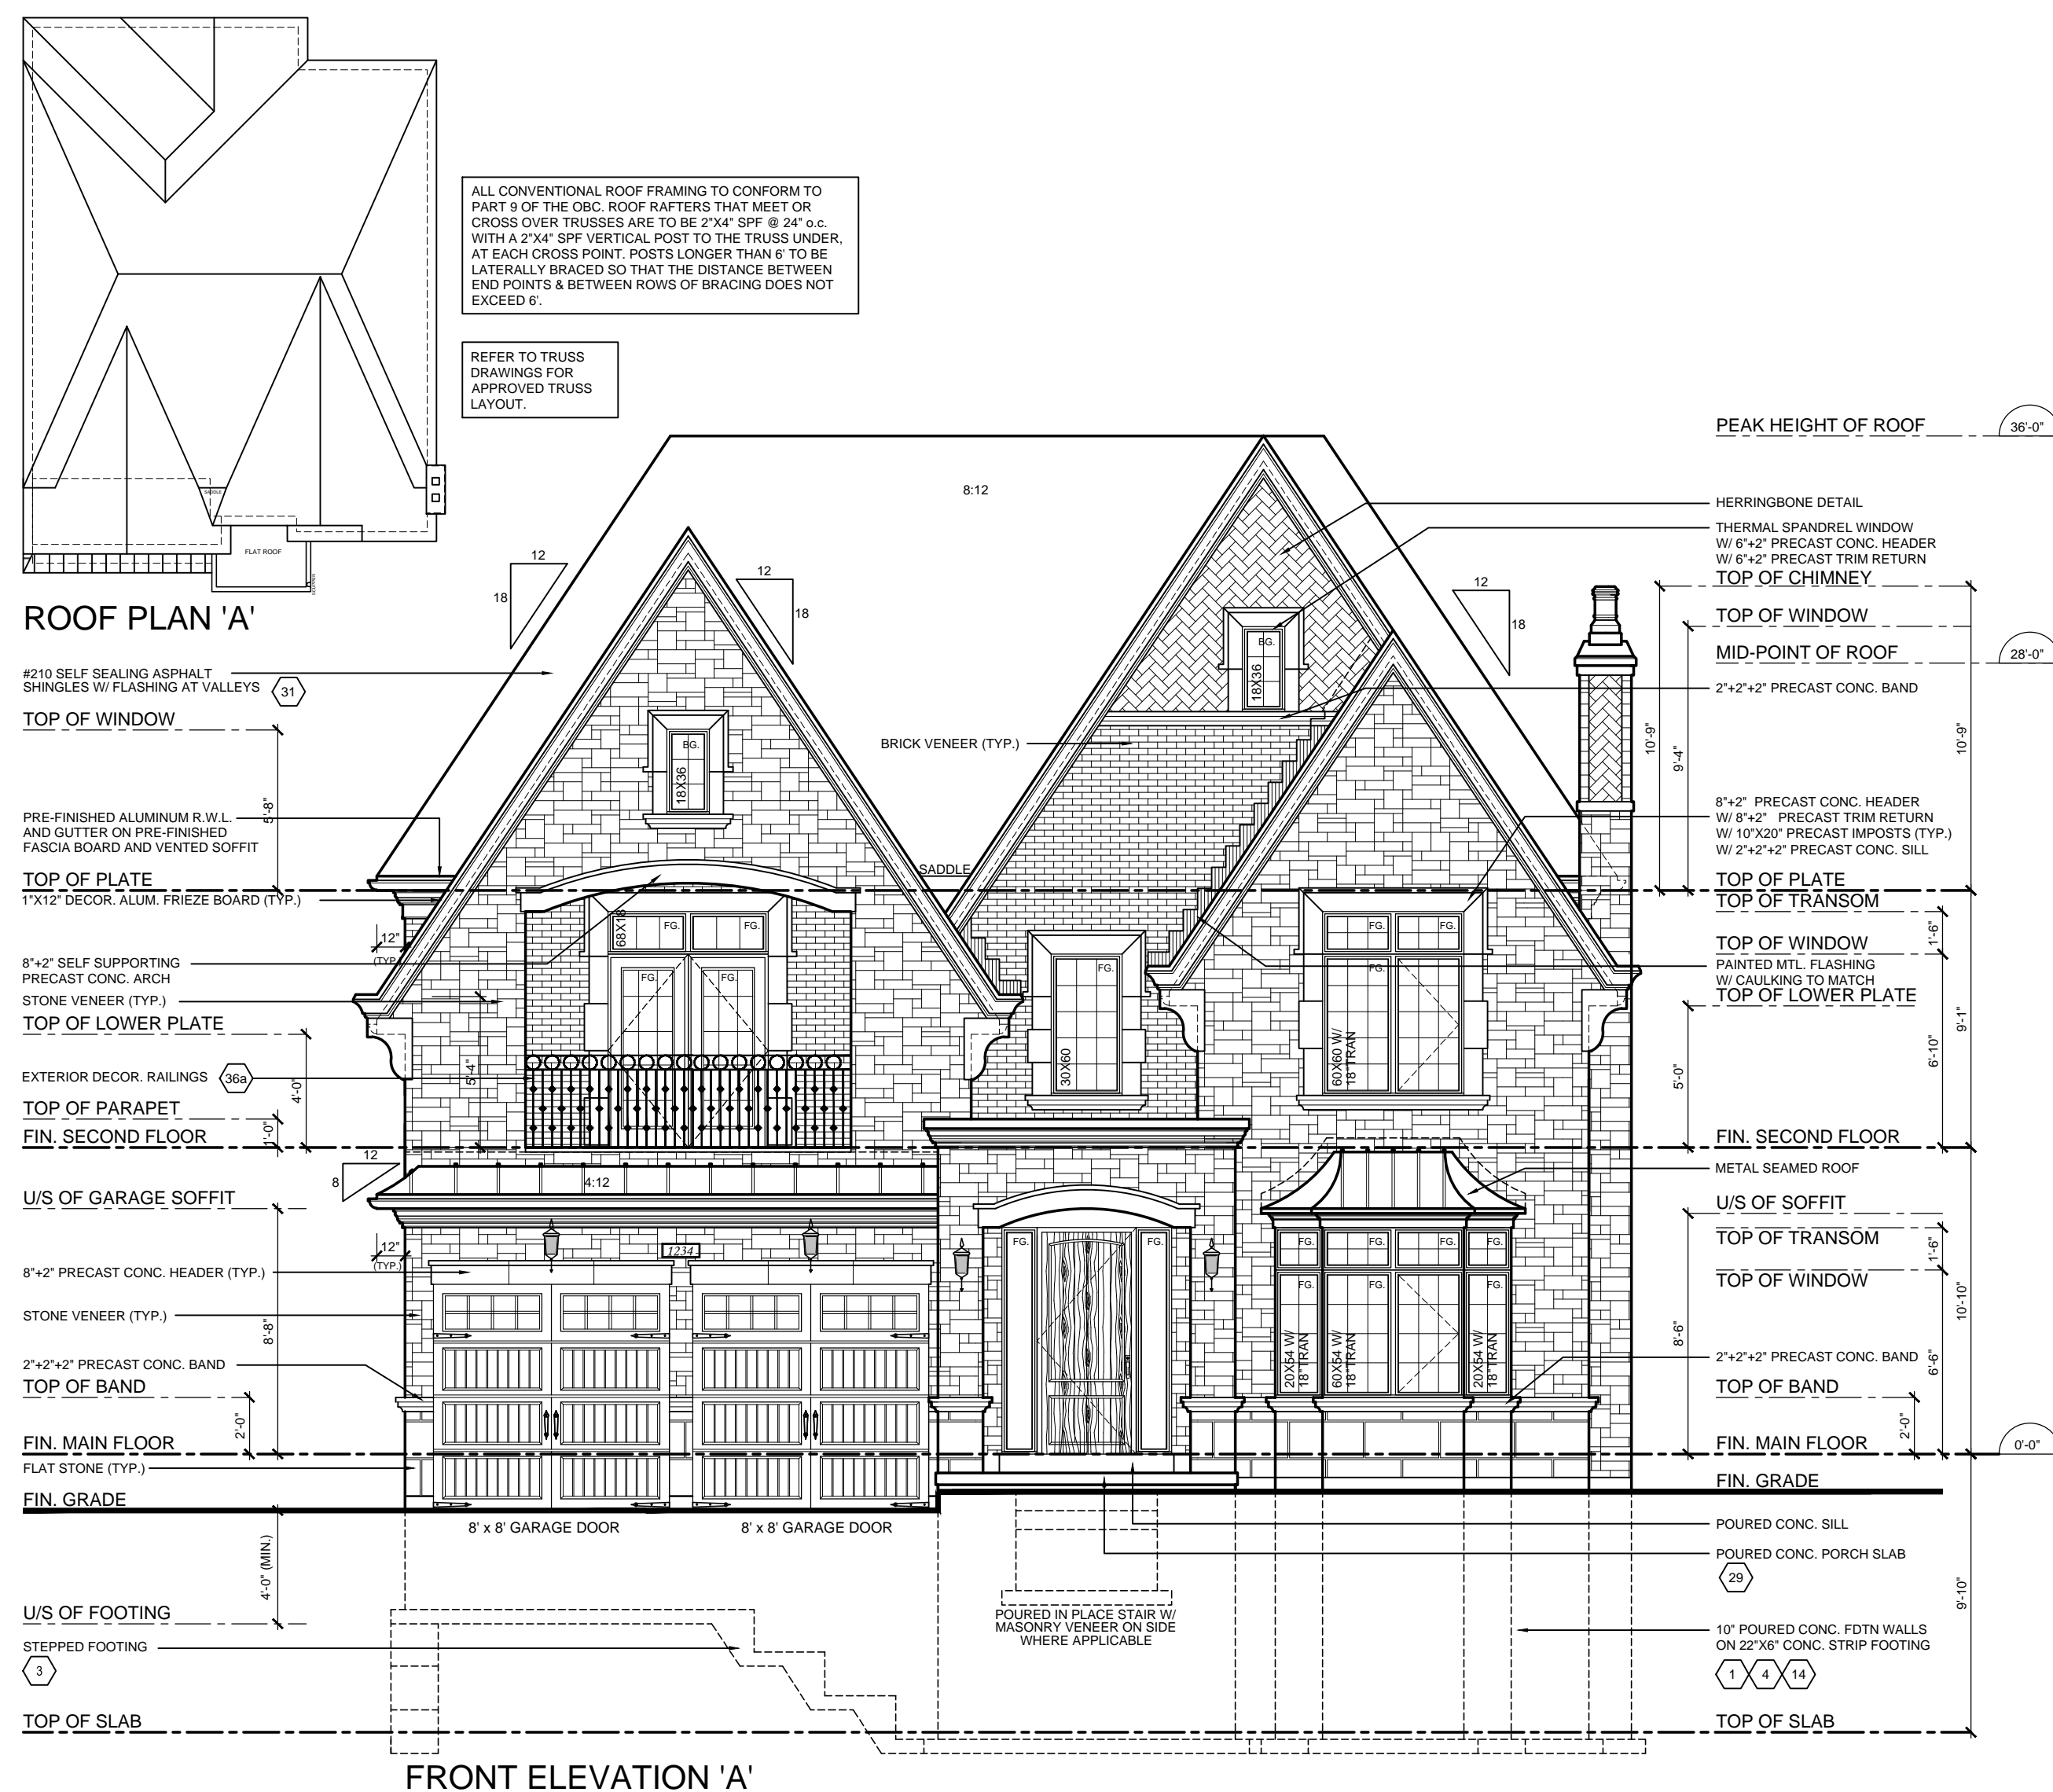 ALL CONVENTIONAL ROOF FRAMING TO CONFORM TO
PART 9 OF THE OBC. ROOF RAFTERS THAT MEET OR
CROSS OVER TRUSSES ARE TO BE 2"X4" SPF @ 24" o.c.
WITH A 2"X4" SPF VERTICAL POST TO THE TRUSS UNDER,
AT EACH CROSS POINT. POSTS LONGER THAN 6' TO BE
LATERALLY BRACED SO THAT THE DISTANCE BETWEEN
END POINTS & BETWEEN ROWS OF BRACING DOES NOT
EXCEED 6'.
REFER TO TRUSS
DRAWINGS FOR
APPROVED TRUSS
LAYOUT.
SADDLE
FLAT ROOF
ROOF PLAN 'A'
#210 SELF SEALING ASPHALT
SHINGLES W/ FLASHING AT VALLEYS
31
TOP OF WINDOW
5'-8"
PRE-FINISHED ALUMINUM R.W.L.
AND GUTTER ON PRE-FINISHED
FASCIA BOARD AND VENTED SOFFIT
TOP OF PLATE
1"X12" DECOR. ALUM. FRIEZE BOARD (TYP.)
12"
(TYP.)
8"+2" SELF SUPPORTING
PRECAST CONC. ARCH
STONE VENEER (TYP.)
TOP OF LOWER PLATE
EXTERIOR DECOR. RAILINGS
36a
4'-0"
5'-4"
TOP OF PARAPET
1'-0"
FIN. SECOND FLOOR
12
8
4:12
U/S OF GARAGE SOFFIT
12"
(TYP.)
8"+2" PRECAST CONC. HEADER (TYP.)
STONE VENEER (TYP.)
8'-8"
2"+2"+2" PRECAST CONC. BAND
TOP OF BAND
2'-0"
FIN. MAIN FLOOR
FLAT STONE (TYP.)
FIN. GRADE
4'-0" (MIN.)
U/S OF FOOTING
STEPPED FOOTING
3
TOP OF SLAB
8:12
12
18
12
18
12
18
BG.
18X36
BG.
18X36
BRICK VENEER (TYP.)
SADDLE
68X18
FG.
FG.
FG.
FG.
FG.
30X60
FG.
FG.
FG.
60X60 W/
18"TRAN
1234
FG.
FG.
FG.
FG.
FG.
FG.
FG.
FG.
FG.
20X54 W/
18"TRAN
60X54 W/
18"TRAN
20X54 W/
18"TRAN
8' x 8' GARAGE DOOR
8' x 8' GARAGE DOOR
POURED IN PLACE STAIR W/
MASONRY VENEER ON SIDE
WHERE APPLICABLE
PEAK HEIGHT OF ROOF
36'-0"
HERRINGBONE DETAIL
THERMAL SPANDREL WINDOW
W/ 6"+2" PRECAST CONC. HEADER
W/ 6"+2" PRECAST TRIM RETURN
TOP OF CHIMNEY
TOP OF WINDOW
MID-POINT OF ROOF
28'-0"
2"+2"+2" PRECAST CONC. BAND
10'-9"
9'-4"
10'-9"
8"+2" PRECAST CONC. HEADER
W/ 8"+2" PRECAST TRIM RETURN
W/ 10"X20" PRECAST IMPOSTS (TYP.)
W/ 2"+2"+2" PRECAST CONC. SILL
TOP OF PLATE
TOP OF TRANSOM
1'-6"
TOP OF WINDOW
PAINTED MTL. FLASHING
W/ CAULKING TO MATCH
TOP OF LOWER PLATE
9'-1"
6'-10"
5'-0"
FIN. SECOND FLOOR
METAL SEAMED ROOF
U/S OF SOFFIT
TOP OF TRANSOM
1'-6"
TOP OF WINDOW
10'-10"
8'-6"
2"+2"+2" PRECAST CONC. BAND
6'-6"
TOP OF BAND
2'-0"
FIN. MAIN FLOOR
0'-0"
FIN. GRADE
POURED CONC. SILL
POURED CONC. PORCH SLAB
29
9'-10"
10" POURED CONC. FDTN WALLS
ON 22"X6" CONC. STRIP FOOTING
1 4 14
TOP OF SLAB
FRONT ELEVATION 'A'